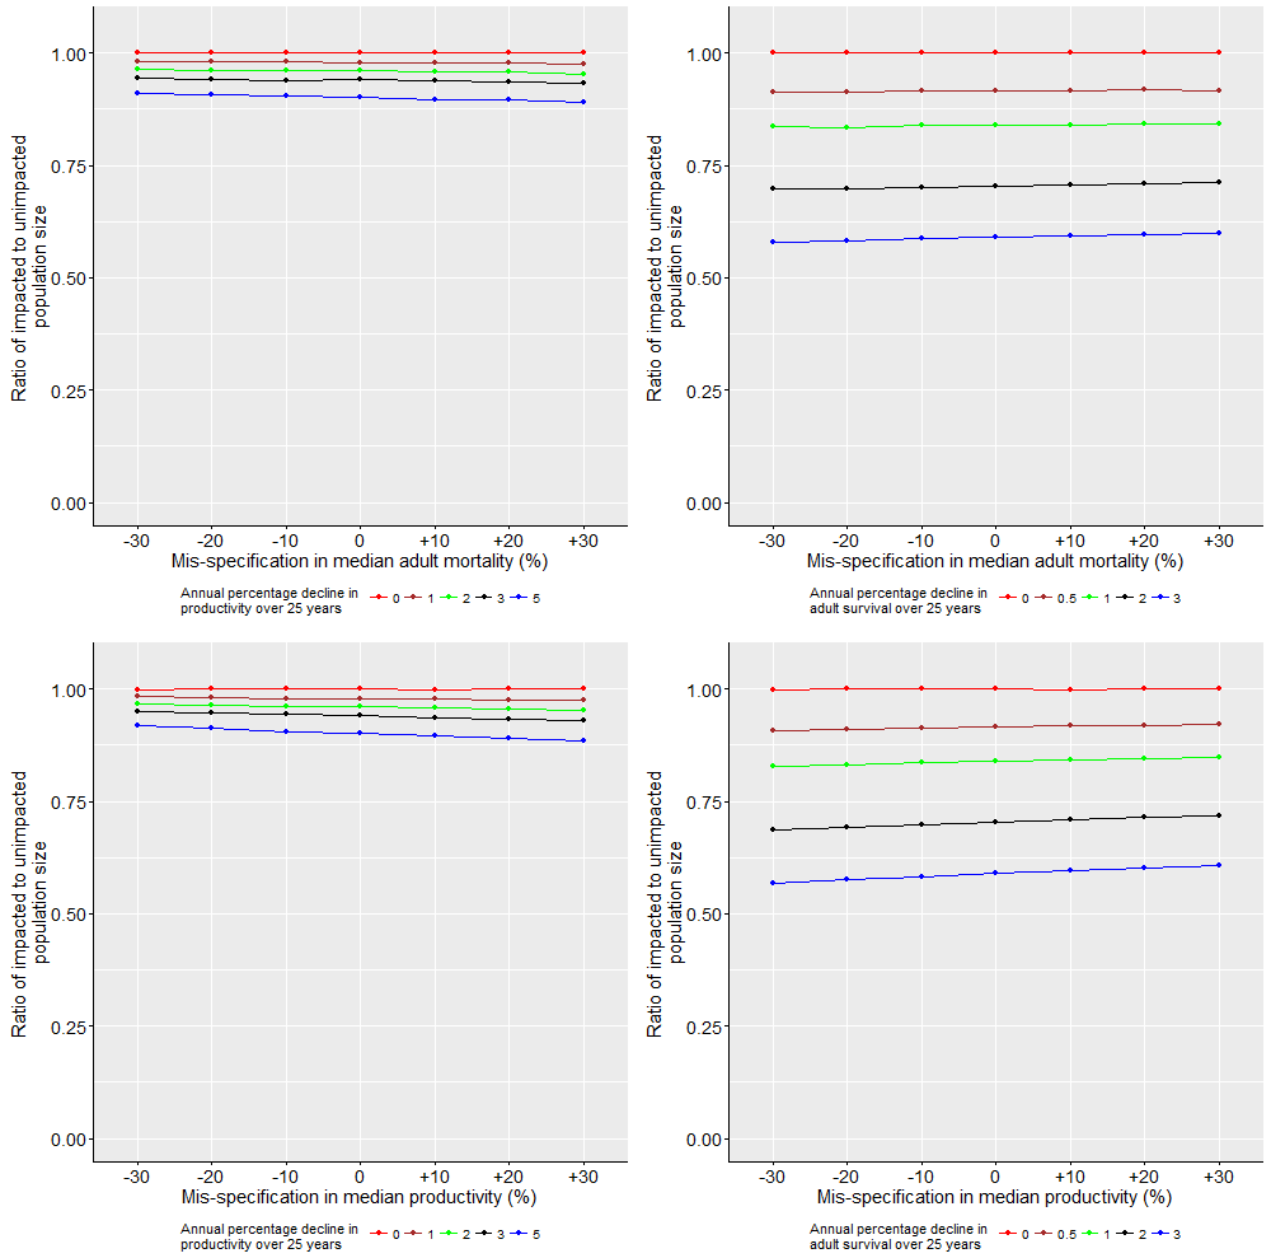 Ratio of impacted to unimpacted
population size
1.00
0.75
0.50
0.25
0.00
-30 -20 -10 0 +10 +20 +30
Mis-specification in median adult mortality (%)
Annual percentage decline in
productivity over 25 years 0 1 2 3 5
Ratio of impacted to unimpacted
population size
1.00
0.75
0.50
0.25
0.00
-30 -20 -10 0 +10 +20 +30
Mis-specification in median adult mortality (%)
Annual percentage decline in
adult survival over 25 years 0 0.5 1 2 3
Ratio of impacted to unimpacted
population size
1.00
0.75
0.50
0.25
0.00
-30 -20 -10 0 +10 +20 +30
Mis-specification in median productivity (%)
Annual percentage decline in
productivity over 25 years 0 1 2 3 5
Ratio of impacted to unimpacted
population size
1.00
0.75
0.50
0.25
0.00
-30 -20 -10 0 +10 +20 +30
Mis-specification in median productivity (%)
Annual percentage decline in
adult survival over 25 years 0 0.5 1 2 3